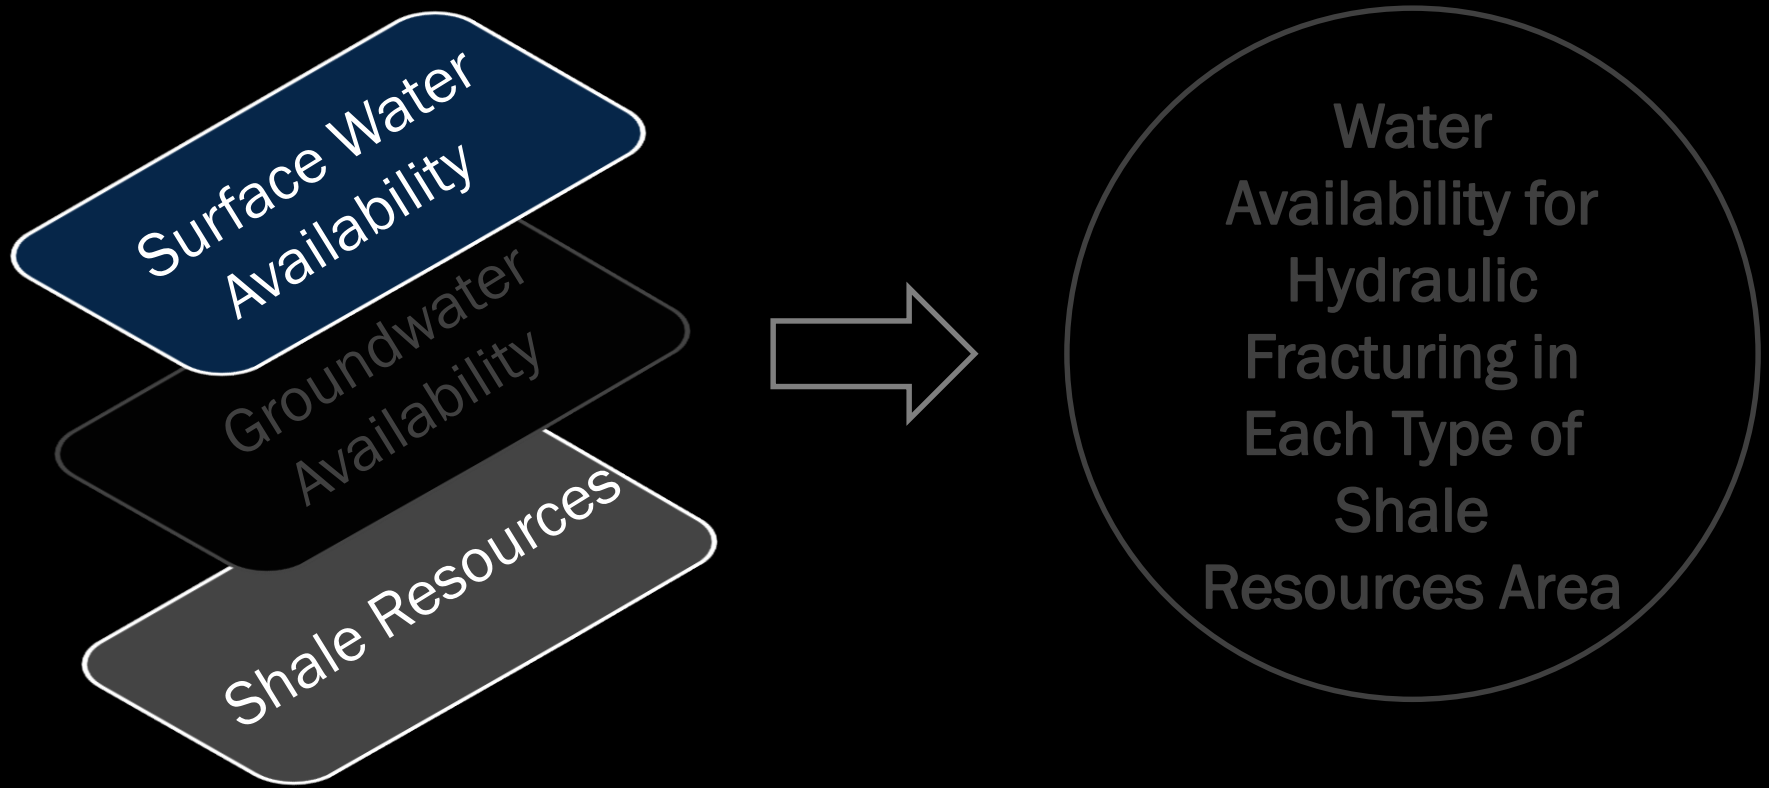 Surface Water
Availability
Groundwater
Availability
Shale Resources
Water
Availability for
Hydraulic
Fracturing in
Each Type of
Shale
Resources Area